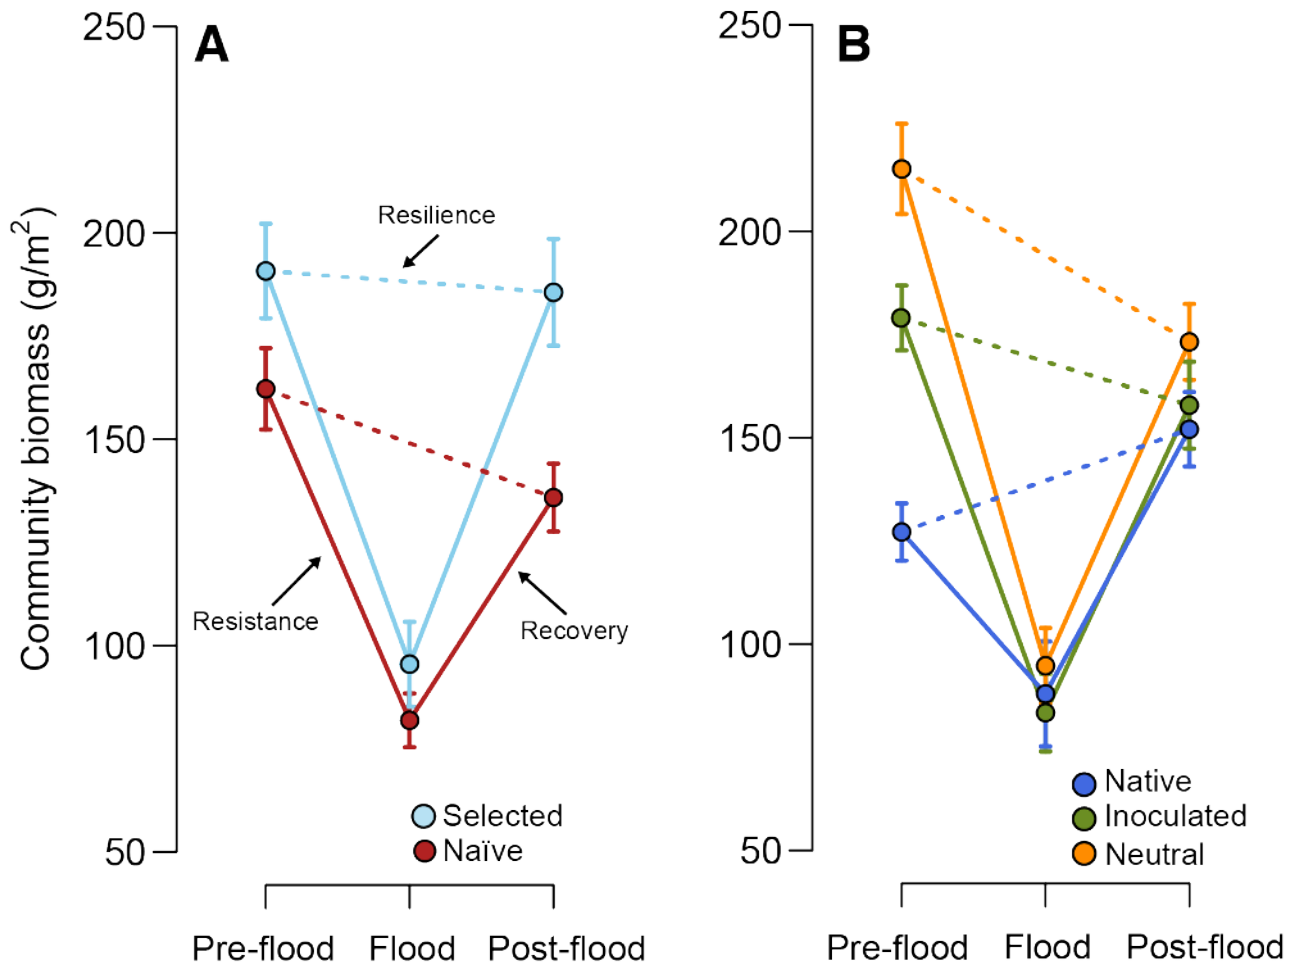 A
250
200
150
100
50
Community biomass (g/m²)
Resilience
Resistance
Recovery
Selected
Naïve
Pre-flood Flood Post-flood
B
250
200
150
100
50
Native
Inoculated
Neutral
Pre-flood Flood Post-flood